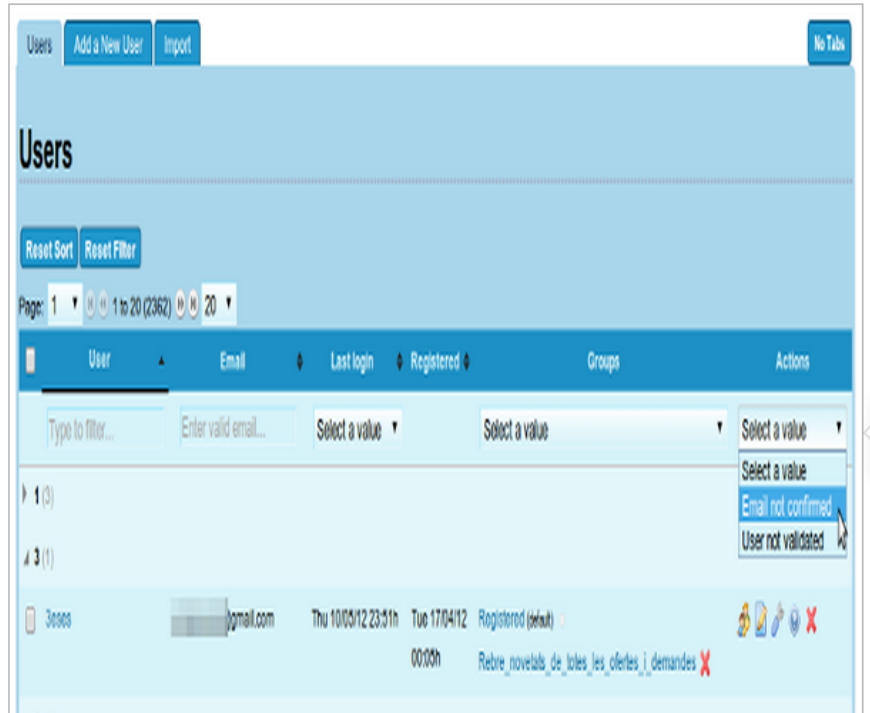 Users Add a New User Import No Tabs
Users
Reset Sort Reset Filter
Page: 1 1 to 20 (2362) 20
User Email Last login Registered Groups Actions
Type to filter... Enter valid email... Select a value Select a value Select a value
Select a value
Email not confirmed
User not validated
1 (3)
3 (1)
3eses gmail.com Thu 10/05/12 23:51h Tue 17/04/12 Registered (default)
00:05h Rebre_novetats_de_totes_les_ofertes_i_demandes